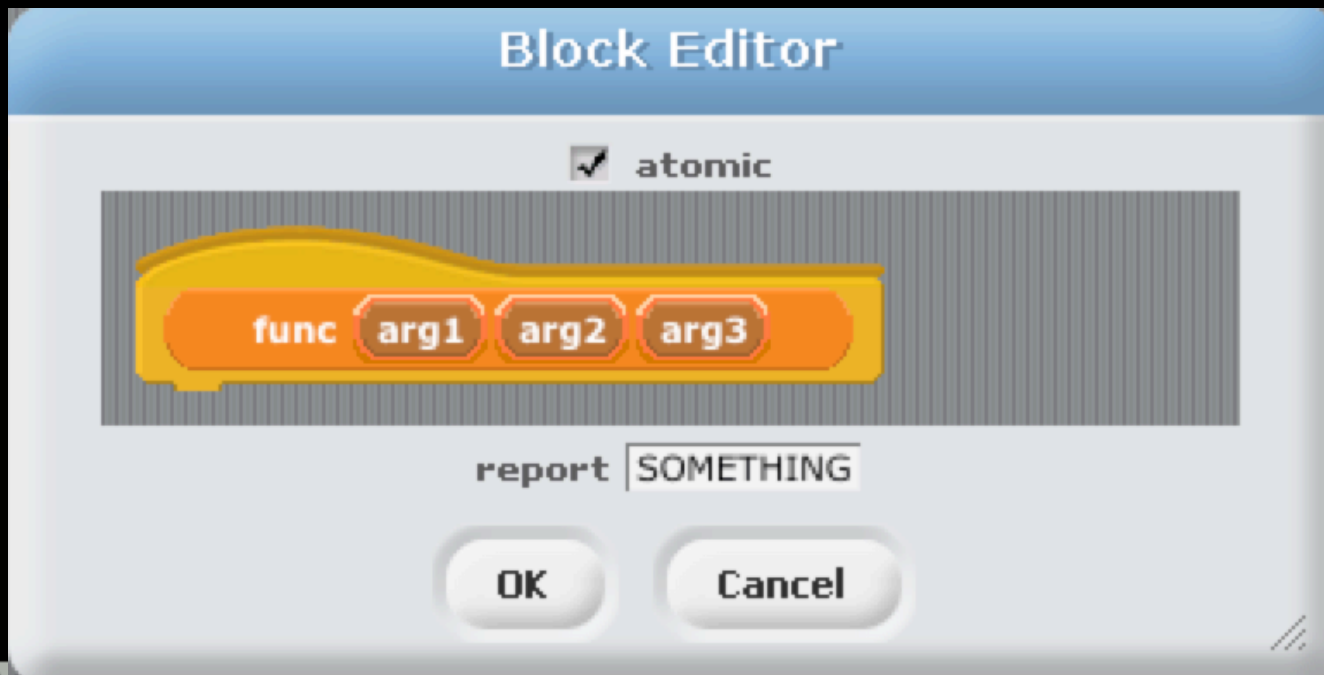 Block Editor
atomic
func arg1 arg2 arg3
report SOMETHING
OK Cancel